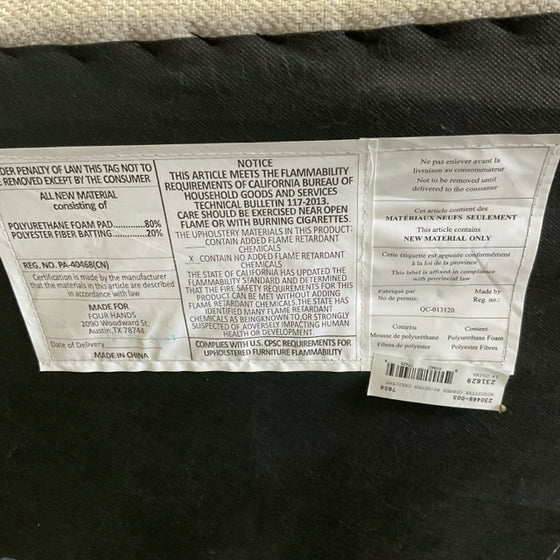 UNDER PENALTY OF LAW THIS TAG NOT TO
BE REMOVED EXCEPT BY THE CONSUMER
ALL NEW MATERIAL
consisting of
POLYURETHANE FOAM PAD..........80%
POLYESTER FIBER BATTING..........20%
REG. NO. PA-40468(CN)
Certification is made by the manufacturer
that the materials in this article are described
in accordance with law
MADE FOR
FOUR HANDS
2090 Woodward St.
Austin,TX 78744
Date of Delivery
MADE IN CHINA
NOTICE
THIS ARTICLE MEETS THE FLAMMABILITY
REQUIREMENTS OF CALIFORNIA BUREAU OF
HOUSEHOLD GOODS AND SERVICES
TECHNICAL BULLETIN 117-2013.
CARE SHOULD BE EXERCISED NEAR OPEN
FLAME OR WITH BURNING CIGARETTES.
THE UPHOLSTERY MATERIALS IN THIS PRODUCT:
CONTAIN ADDED FLAME RETARDANT
CHEMICALS
X CONTAIN NO ADDED FLAME RETARDANT
CHEMICALS
THE STATE OF CALIFORNIA HAS UPDATED THE
FLAMMABILITY STANDARD AND DETERMINED
THAT THE FIRE SAFETY REQUIREMENTS FOR THIS
PRODUCT CAN BE MET WITHOUT ADDING
FLAME RETARDANT CHEMICALS. THE STATE HAS
IDENTIFIED MANY FLAME RETARDANT
CHEMICALS AS BEINGKNOWN TO,OR STRONGLY
SUSPECTED OF ADVERSELY IMPACTING HUMAN
HEALTH OR DEVELOPMENT.
COMPLIES WITH U.S. CPSC REQUIREMENTS FOR
UPHOLSTERED FURNITURE FLAMMABILITY
Ne pas enlever avant la
livraison au consommateur
Not to be removed until
delivered to the consumer
Cet article contient des
MATÉRIAUX NEUFS SEULEMENT
This article contains
NEW MATERIAL ONLY
Cette étiquette est apposée conformément
à la loi de la province
This label is affixed in compliance
with provincial law
Fabriqué par Made by
No de permis: Reg. no.:
QC-013120
Contenu Content
Mousse de polyuréthane Polyurethane Foam
Fibres de polyester Polyester Fibres
230468-003 7636
231829